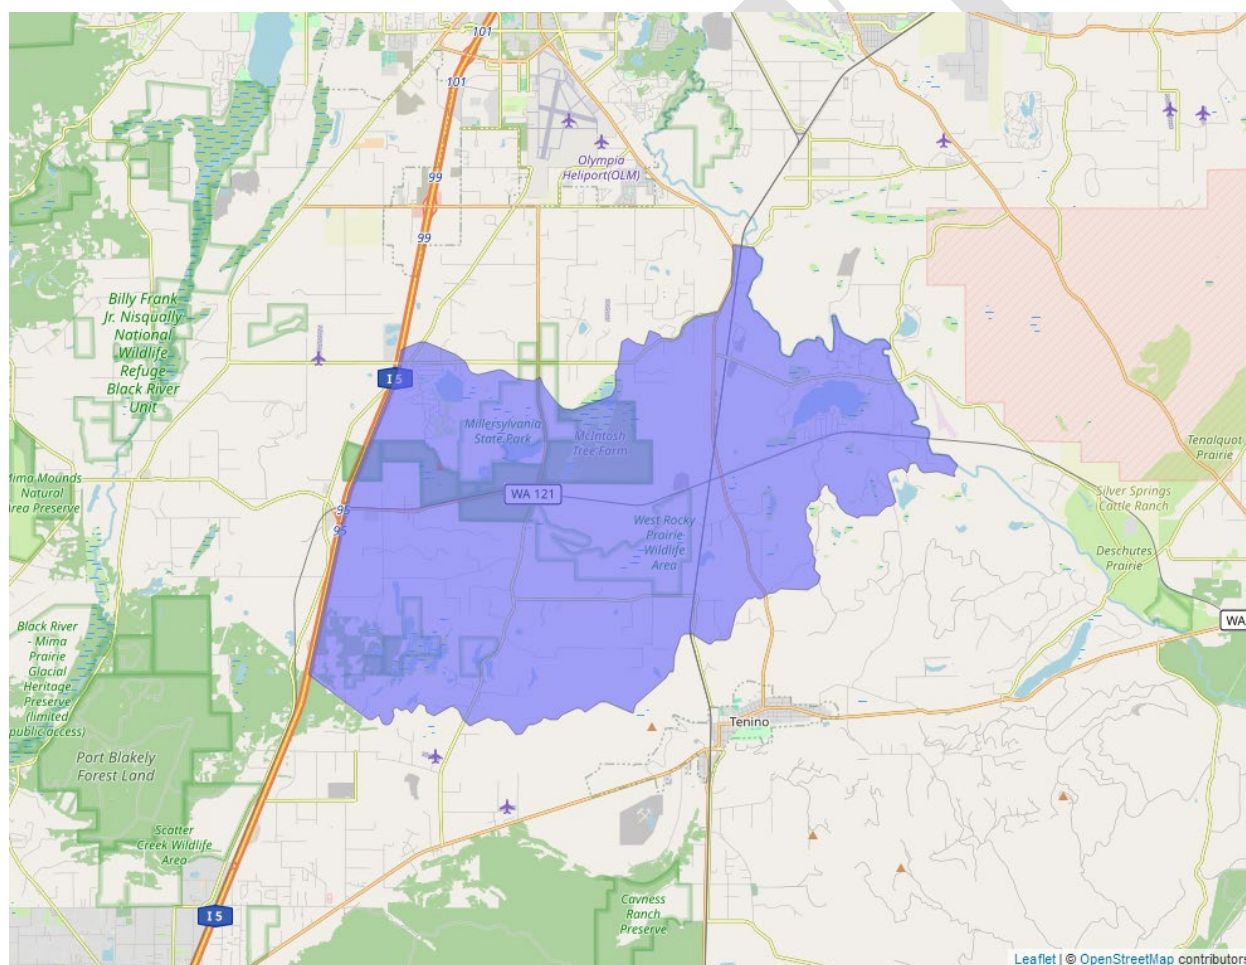 101
101
Olympia
Heliport(OLM)
99
99
Billy Frank
Jr. Nisqually
National
Wildlife
Refuge
Black River
Unit
I 5
Millersylvania
State Park
McIntosh
Tree Farm
Tenalquot
Prairie
Mima Mounds
Natural
Area Preserve
WA 121
Silver Springs
Cattle Ranch
95
95
West Rocky
Prairie
Wildlife
Area
Deschutes
Prairie
WA
Black River
- Mima
Prairie
Glacial
Heritage
Preserve
(limited
public access)
Tenino
Port Blakely
Forest Land
Scatter
Creek Wildlife
Area
Cavness
Ranch
Preserve
I 5
Leaflet | © OpenStreetMap contributors